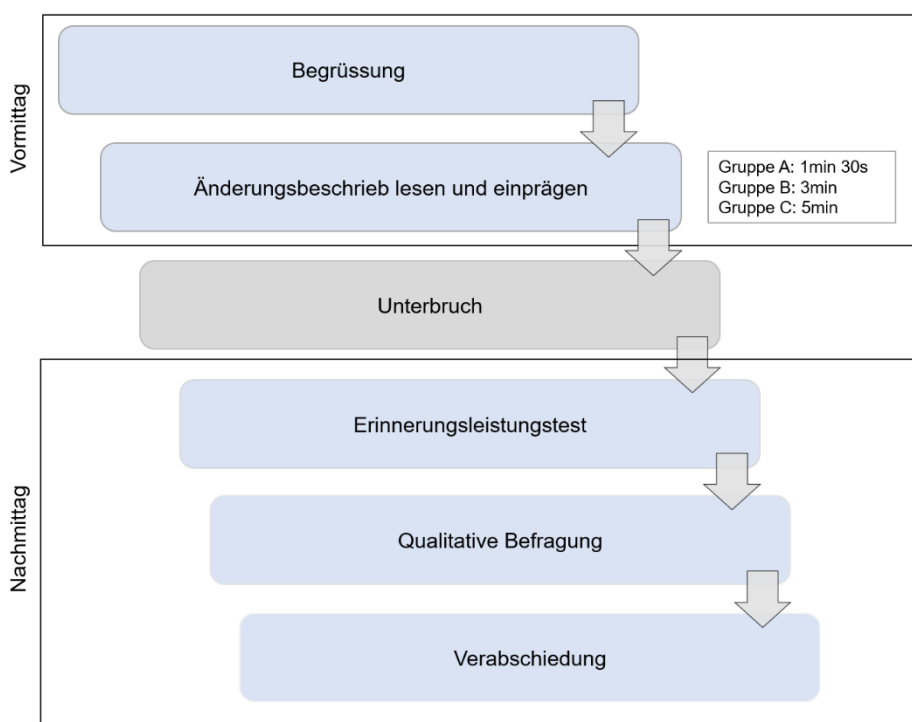 Vormittag
Begrüssung
Änderungsbeschrieb lesen und einprägen
Gruppe A: 1min 30s
Gruppe B: 3min
Gruppe C: 5min
Unterbruch
Nachmittag
Erinnerungsleistungstest
Qualitative Befragung
Verabschiedung